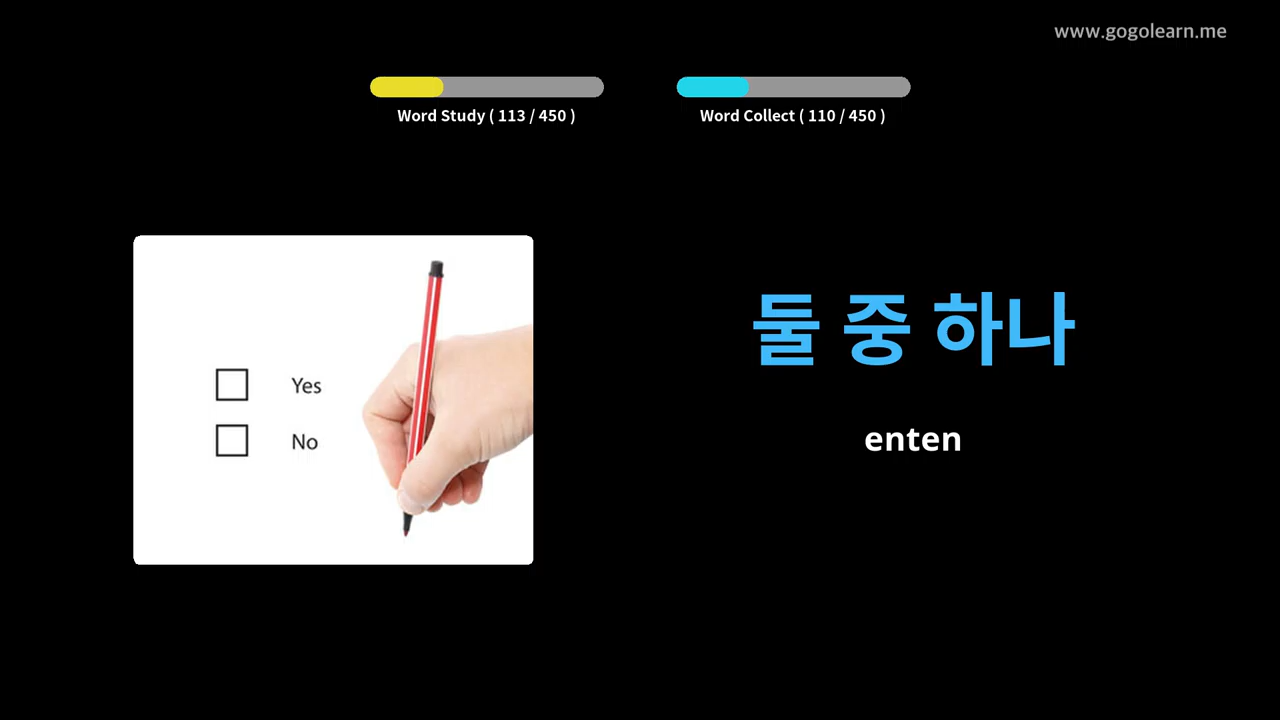 www.gogolearn.me
Word Study ( 113 / 450 )
Word Collect ( 110 / 450 )
Yes
No
둘 중 하나
enten